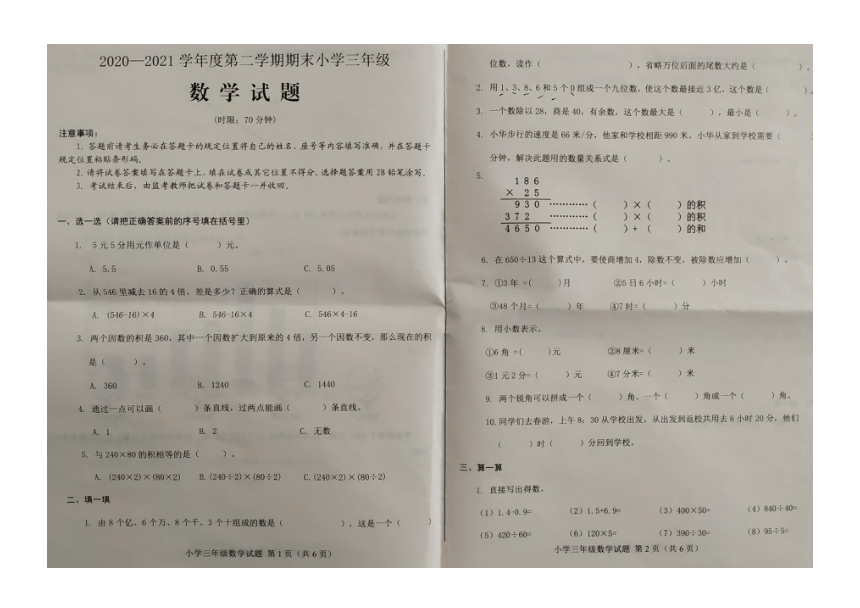 2020—2021学年度第二学期期末小学三年级
数学试题
(时限：70分钟)
注意事项：
1. 答题前请考生务必在答题卡的规定位置将自己的姓名、座号等内容填写准确，并在答题卡
规定位置粘贴条形码。
2. 请将试卷答案填写在答题卡上，填在试卷或其它位置不得分，选择题答案用2B铅笔涂写。
3. 考试结束后，由监考教师把试卷和答题卡一并收回。
一、选一选（请把正确答案前的序号填在括号里）
1. 5元5分用元作单位是（    ）元。
A. 5.5    B. 0.55    C. 5.05
2. 从546里减去16的4倍，差是多少？正确的算式是（    ）。
A. (546-16)×4    B. 546-16×4    C. 546×4-16
3. 两个因数的积是360，其中一个因数扩大到原来的4倍，另一个因数不变，那么现在的积
是（    ）。
A. 360    B. 1240    C. 1440
4. 通过一点可以画（    ）条直线，过两点能画（    ）条直线。
A. 1    B. 2    C. 无数
5. 与240×80的积相等的是（    ）。
A. (240×2)×(80×2)    B. (240÷2)×(80÷2)    C. (240×2)×(80÷2)
二、填一填
1. 由8个亿、6个万、8个千、3个十组成的数是（    ），这是一个（    ）
小学三年级数学试题 第1页（共6页）
位数，读作（    ），省略万位后面的尾数大约是（    ）。
2. 用1、3、8、6和5个0组成一个九位数，使这个数最接近3亿，这个数是（    ）。
3. 一个数除以28，商是40，有余数，这个数最大是（    ），最小是（    ）。
4. 小华步行的速度是66米/分，他家和学校相距990米，小华从家到学校需要（
分钟，解决此题用的数量关系式是（    ）。
5.
186
× 25
930 …………（    ）×（    ）的积
372 …………（    ）×（    ）的积
4650 …………（    ）+（    ）的和
6. 在650÷13这个算式中，要使商增加4，除数不变，被除数应增加（    ）。
7. ①3年 =(    )月    ②5日6小时=（    ）小时
③48个月=（    ）年    ④7时=（    ）分
8. 用小数表示。
①6角 =(    )元    ②8厘米=（    ）米
③1元2分=（    ）元    ④7分米=（    ）米
9. 两个锐角可以拼成一个（    ）角、一个（    ）角或一个（    ）角。
10. 同学们去春游，上午8：30从学校出发，从出发到返校共用去6小时20分，他们
（    ）时（    ）分回到学校。
三、算一算
1. 直接写出得数。
(1) 1.4-0.9=    (2) 1.5+6.9=    (3) 400×50=    (4) 840÷40=
(5) 420÷60=    (6) 120×5=    (7) 390÷30=    (8) 95÷5=
小学三年级数学试题 第2页（共6页）